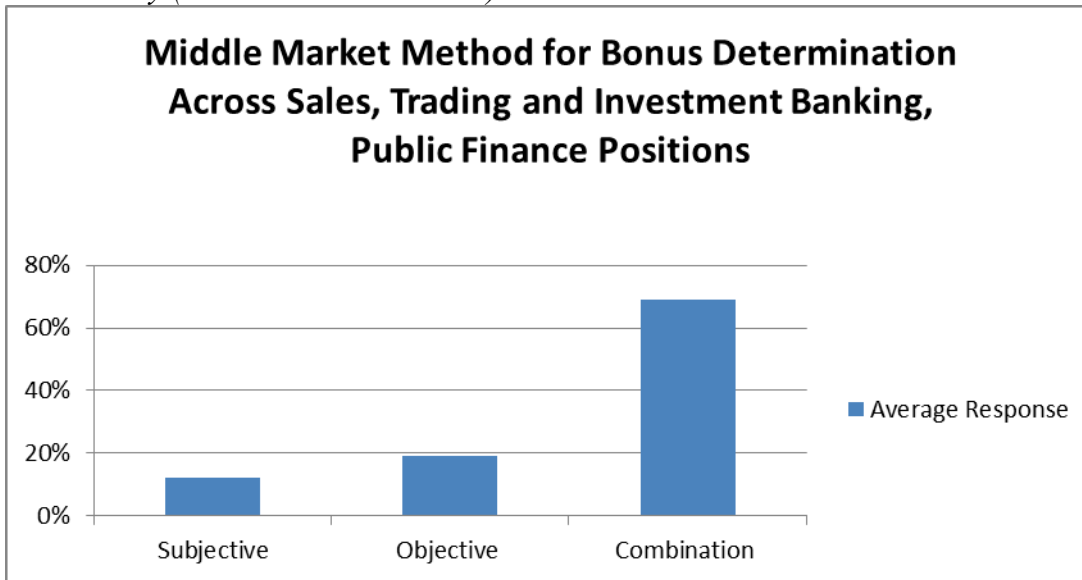 Middle Market Method for Bonus Determination
Across Sales, Trading and Investment Banking,
Public Finance Positions
80%
60%
40%
20%
0%
Subjective Objective Combination
Average Response